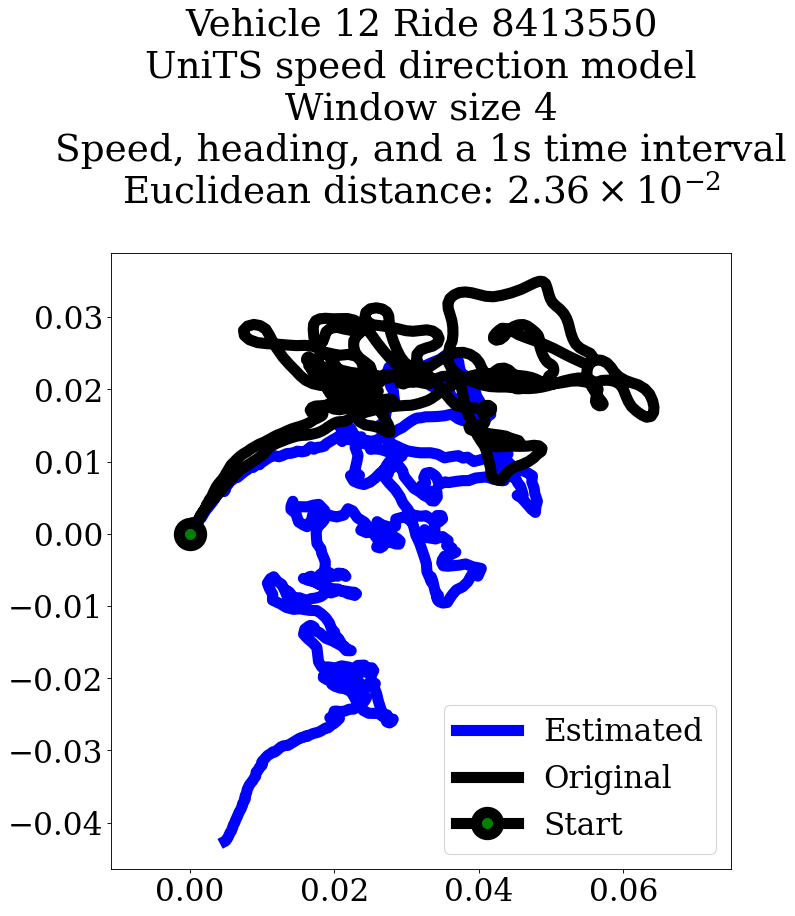 Vehicle 12 Ride 8413550
UniTS speed direction model
Window size 4
Speed, heading, and a 1s time interval
Euclidean distance: 2.36 × 10⁻²
0.03
0.02
0.01
0.00
−0.01
−0.02
−0.03
−0.04
0.00 0.02 0.04 0.06
Estimated
Original
Start